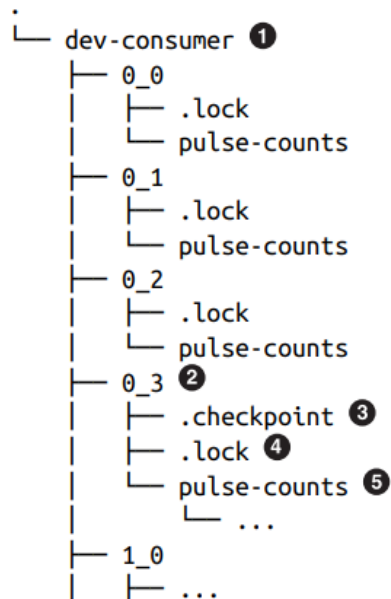 .
└── dev-consumer ❶
    ├── 0_0
    │   ├── .lock
    │   └── pulse-counts
    ├── 0_1
    │   ├── .lock
    │   └── pulse-counts
    ├── 0_2
    │   ├── .lock
    │   └── pulse-counts
    ├── 0_3 ❷
    │   ├── .checkpoint ❸
    │   ├── .lock ❹
    │   └── pulse-counts ❺
    │       └── ...
    ├── 1_0
    │   ├── ...